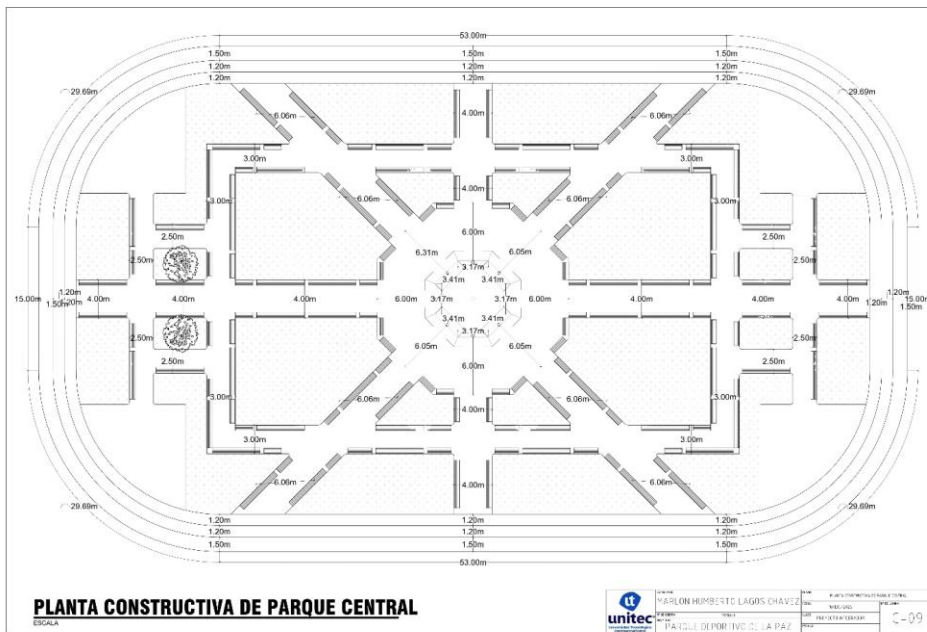 53.00m
1.50m 1.50m 1.50m
1.20m 1.20m 1.20m
1.20m 1.20m 1.20m
29.69m 29.69m
6.06m 4.00m 6.06m
3.00m 3.00m
4.00m
3.00m 6.06m 6.06m 3.00m
6.00m
2.50m 2.50m
6.31m 6.05m
2.50m 3.17m 2.50m
3.41m 3.41m
1.20m 1.20m
15.00m 1.50m 1.20m 4.00m 4.00m 4.00m 6.00m 3.17m 3.17m 6.00m 4.00m 4.00m 4.00m 1.20m 1.50m 15.00m
3.41m 3.41m
3.17m
2.50m 2.50m
6.05m 6.05m
2.50m 2.50m
6.00m
3.00m 6.06m 6.06m 3.00m
4.00m
3.00m 3.00m
6.06m 4.00m 6.06m
29.69m 29.69m
1.20m 1.20m 1.20m
1.20m 1.20m 1.20m
1.50m 1.50m 1.50m
53.00m
PLANTA CONSTRUCTIVA DE PARQUE CENTRAL
ESCALA
unitec
MARLON HUMBERTO LAGOS CHAVEZ
PARQUE DEPORTIVO DE LA PAZ
PLANTA CONSTRUCTIVA DE PARQUE CENTRAL
PROYECTO INTEGRADOR
C-09